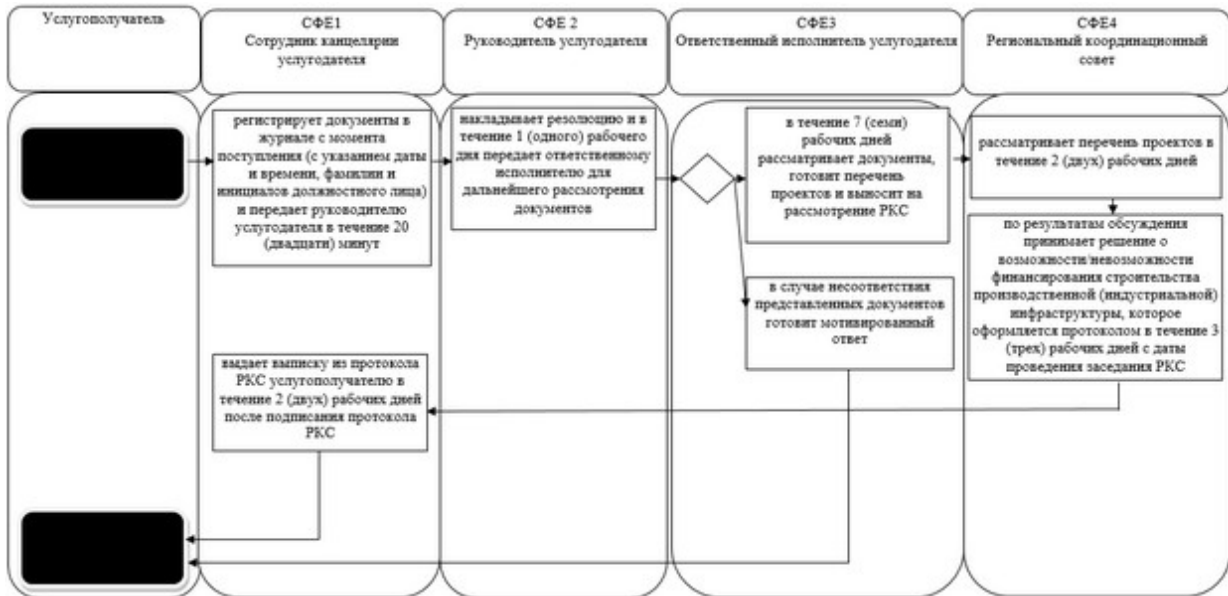 Услугополучатель
СФЕ1
Сотрудник канцелярии
услугодателя
СФЕ 2
Руководитель услугодателя
СФЕ3
Ответственный исполнитель услугодателя
СФЕ4
Региональный координационный
совет
регистрирует документы в
журнале с момента
поступления (с указанием даты
и времени, фамилии и
инициалов должностного лица)
и передает руководителю
услугодателя в течение 20
(двадцати) минут
накладывает резолюцию и в
течение 1 (одного) рабочего
дня передает ответственному
исполнителю для
дальнейшего рассмотрения
документов
в течение 7 (семи)
рабочих дней
рассматривает документы,
готовит перечень
проектов и выносит на
рассмотрение РКС
рассматривает перечень проектов в
течение 2 (двух) рабочих дней
по результатам обсуждения
принимает решение о
возможности/невозможности
финансирования строительства
производственной (индустриальной)
инфраструктуры, которое
оформляется протоколом в течение 3
(трех) рабочих дней с даты
проведения заседания РКС
в случае несоответствия
представленных документов
готовит мотивированный
ответ
выдает выписку из протокола
РКС услугополучателю в
течение 2 (двух) рабочих дней
после подписания протокола
РКС